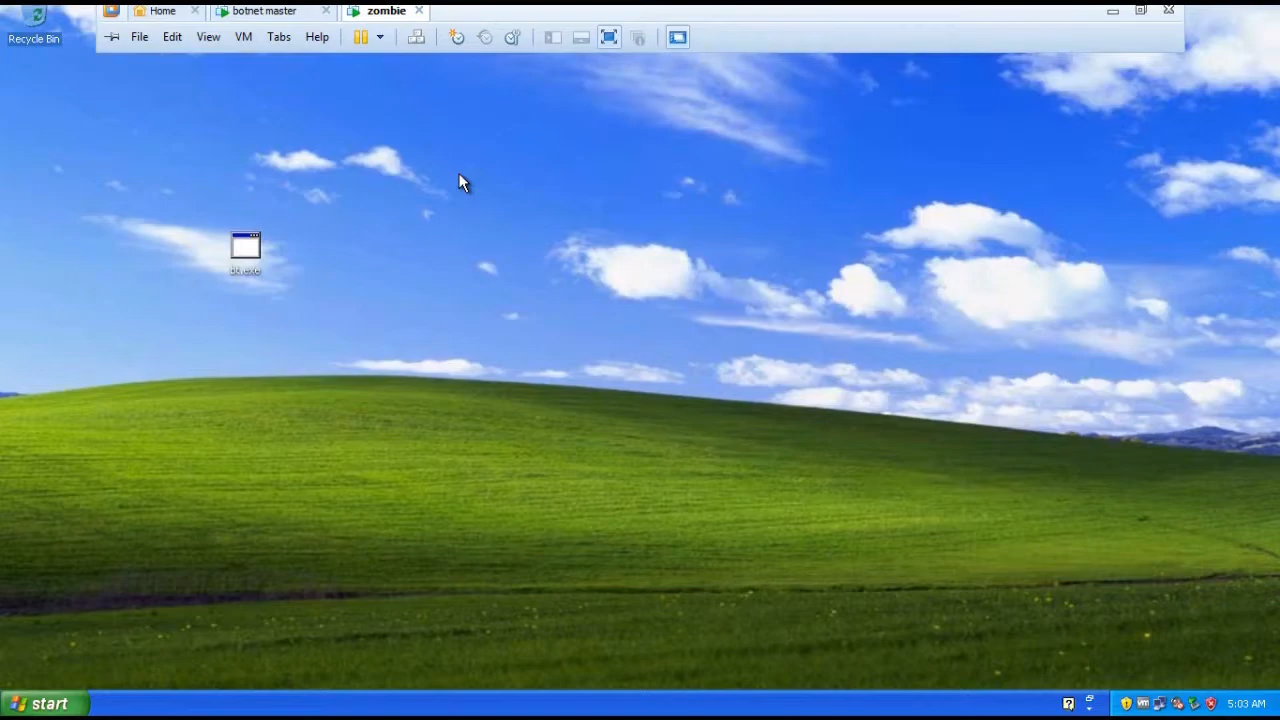 Home
botnet master
zombie
Recycle Bin
File
Edit
View
VM
Tabs
Help
start
5:03 AM